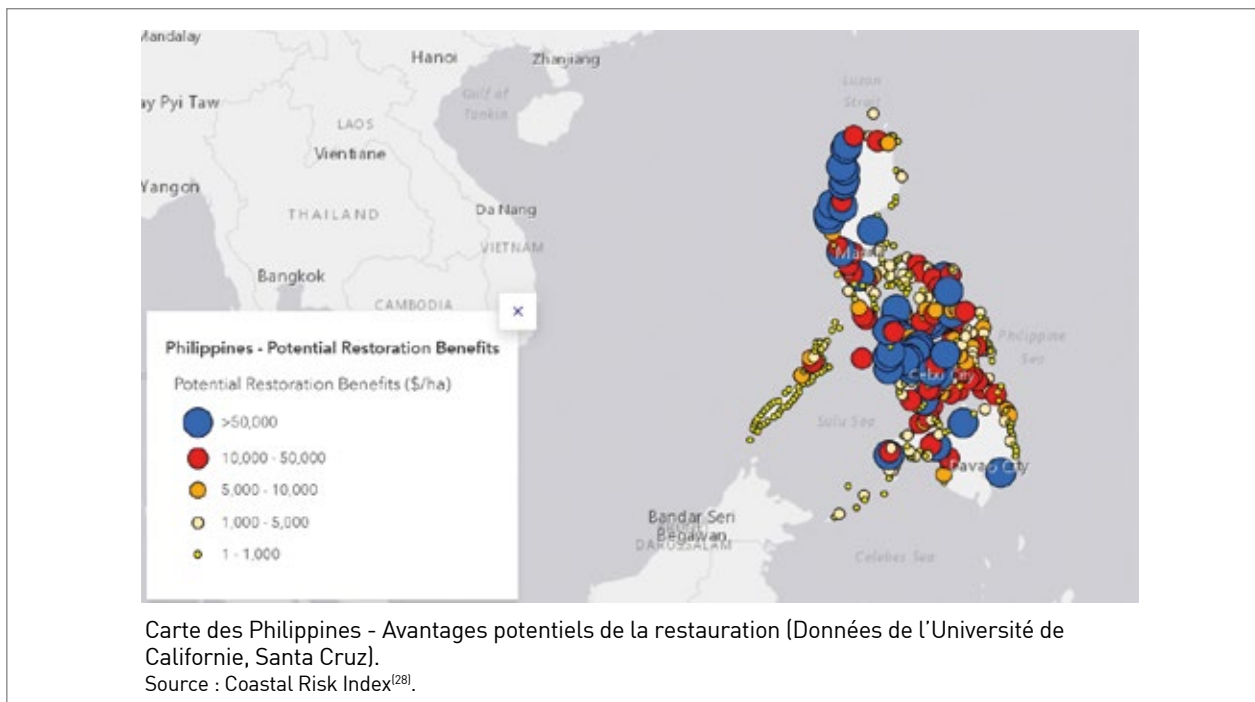 Mandalay
Hanoi
Zhanjiang
Luzon
Strait
Gulf of
Tonkin
ay Pyi Taw
LAOS
Vientiane
Yangon
THAILAND
Da Nang
VIETNAM
Bangkok
CAMBODIA
×
Philippines - Potential Restoration Benefits
Potential Restoration Benefits ($/ha)
>50,000
10,000 - 50,000
5,000 - 10,000
1,000 - 5,000
1 - 1,000
Philippine
Sea
Cebu City
Sulu Sea
Davao City
Bandar Seri
Begawan
DARUSSALAM
Celebes Sea
Carte des Philippines - Avantages potentiels de la restauration (Données de l'Université de
Californie, Santa Cruz).
Source : Coastal Risk Index[28].